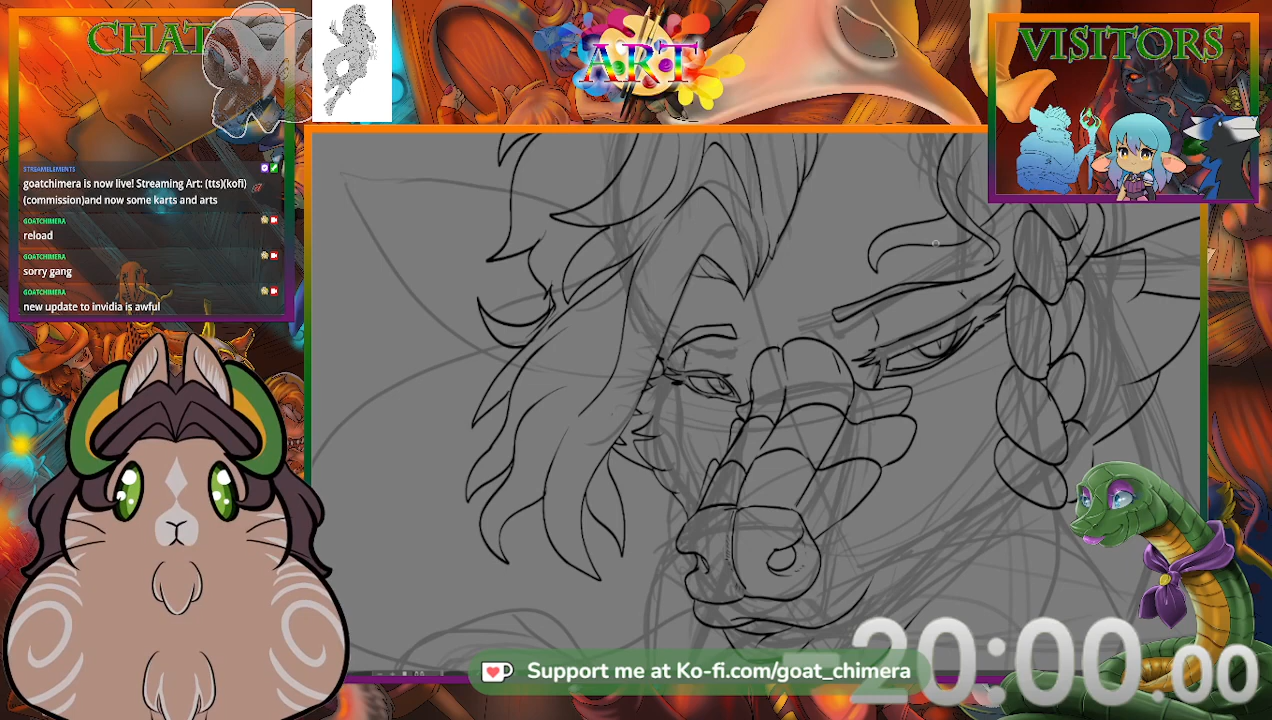 CHAT
ART
VISITORS
STREAMELEMENTS
goatchimera is now live! Streaming Art: (tts)(kofi)
(commission)and now some karts and arts
GOATCHIMERA
reload
GOATCHIMERA
sorry gang
GOATCHIMERA
new update to invidia is awful
Support me at Ko-fi.com/goat_chimera
20:00.00